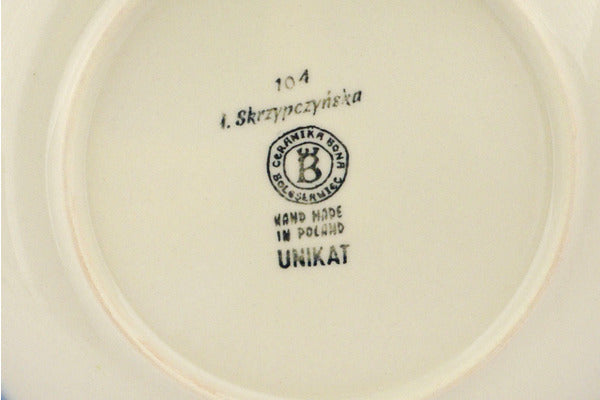 104
I. Skrzypczyńska
CERAMIKA BONA
B
BOLESŁAWIEC
HAND MADE
IN POLAND
UNIKAT